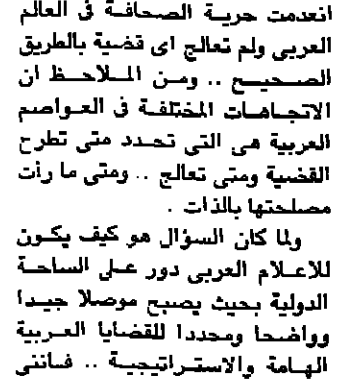 انعدمت حرية الصحافة فى العالم
العربى ولم تعالج اى قضية بالطريق
الصحيح .. ومن الملاحظ ان
الاتجاهات المختلفة فى العواصم
العربية هى التى تحدد متى تطرح
القضية ومتى تعالج .. ومتى ما رأت
مصلحتها بالذات .
ولما كان السؤال هو كيف يكون
للاعلام العربى دور على الساحة
الدولية بحيث يصبح موصلا جيدا
وواضحا ومحددا للقضايا العربية
الهامة والاستراتيجية .. فاننى